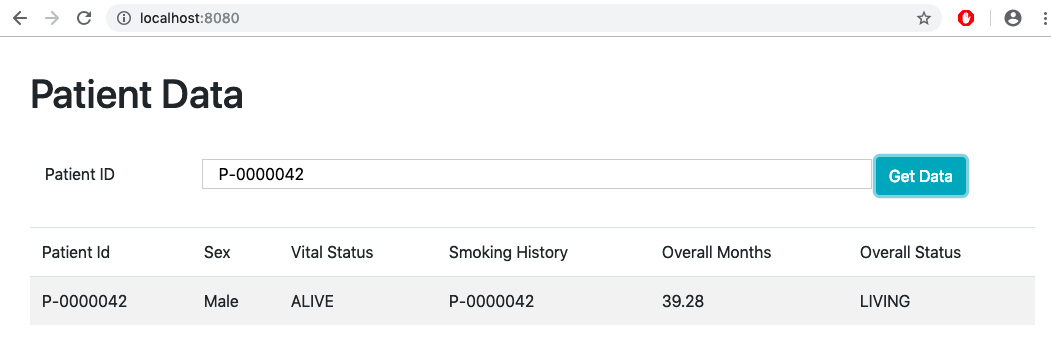 localhost:8080
Patient Data
Patient ID P-0000042 Get Data
Patient Id Sex Vital Status Smoking History Overall Months Overall Status
P-0000042 Male ALIVE P-0000042 39.28 LIVING